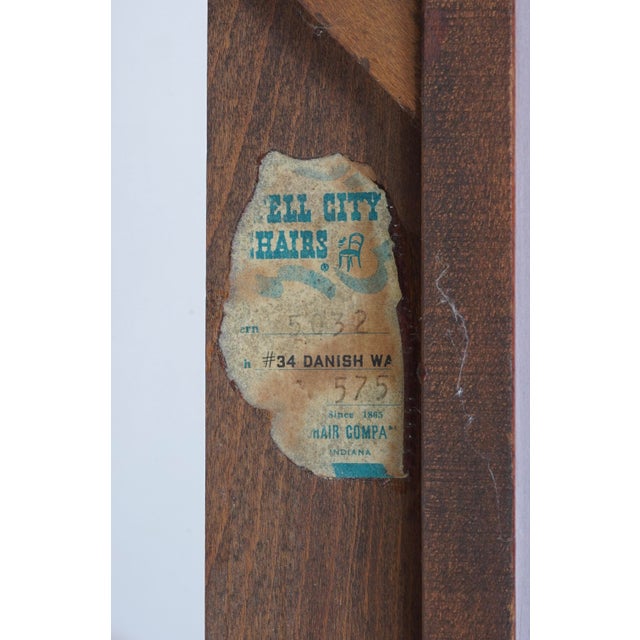 ELL CITY
HAIRS ®
ern 5032
h #34 DANISH WA
575
Since 1865
HAIR COMPA
INDIANA